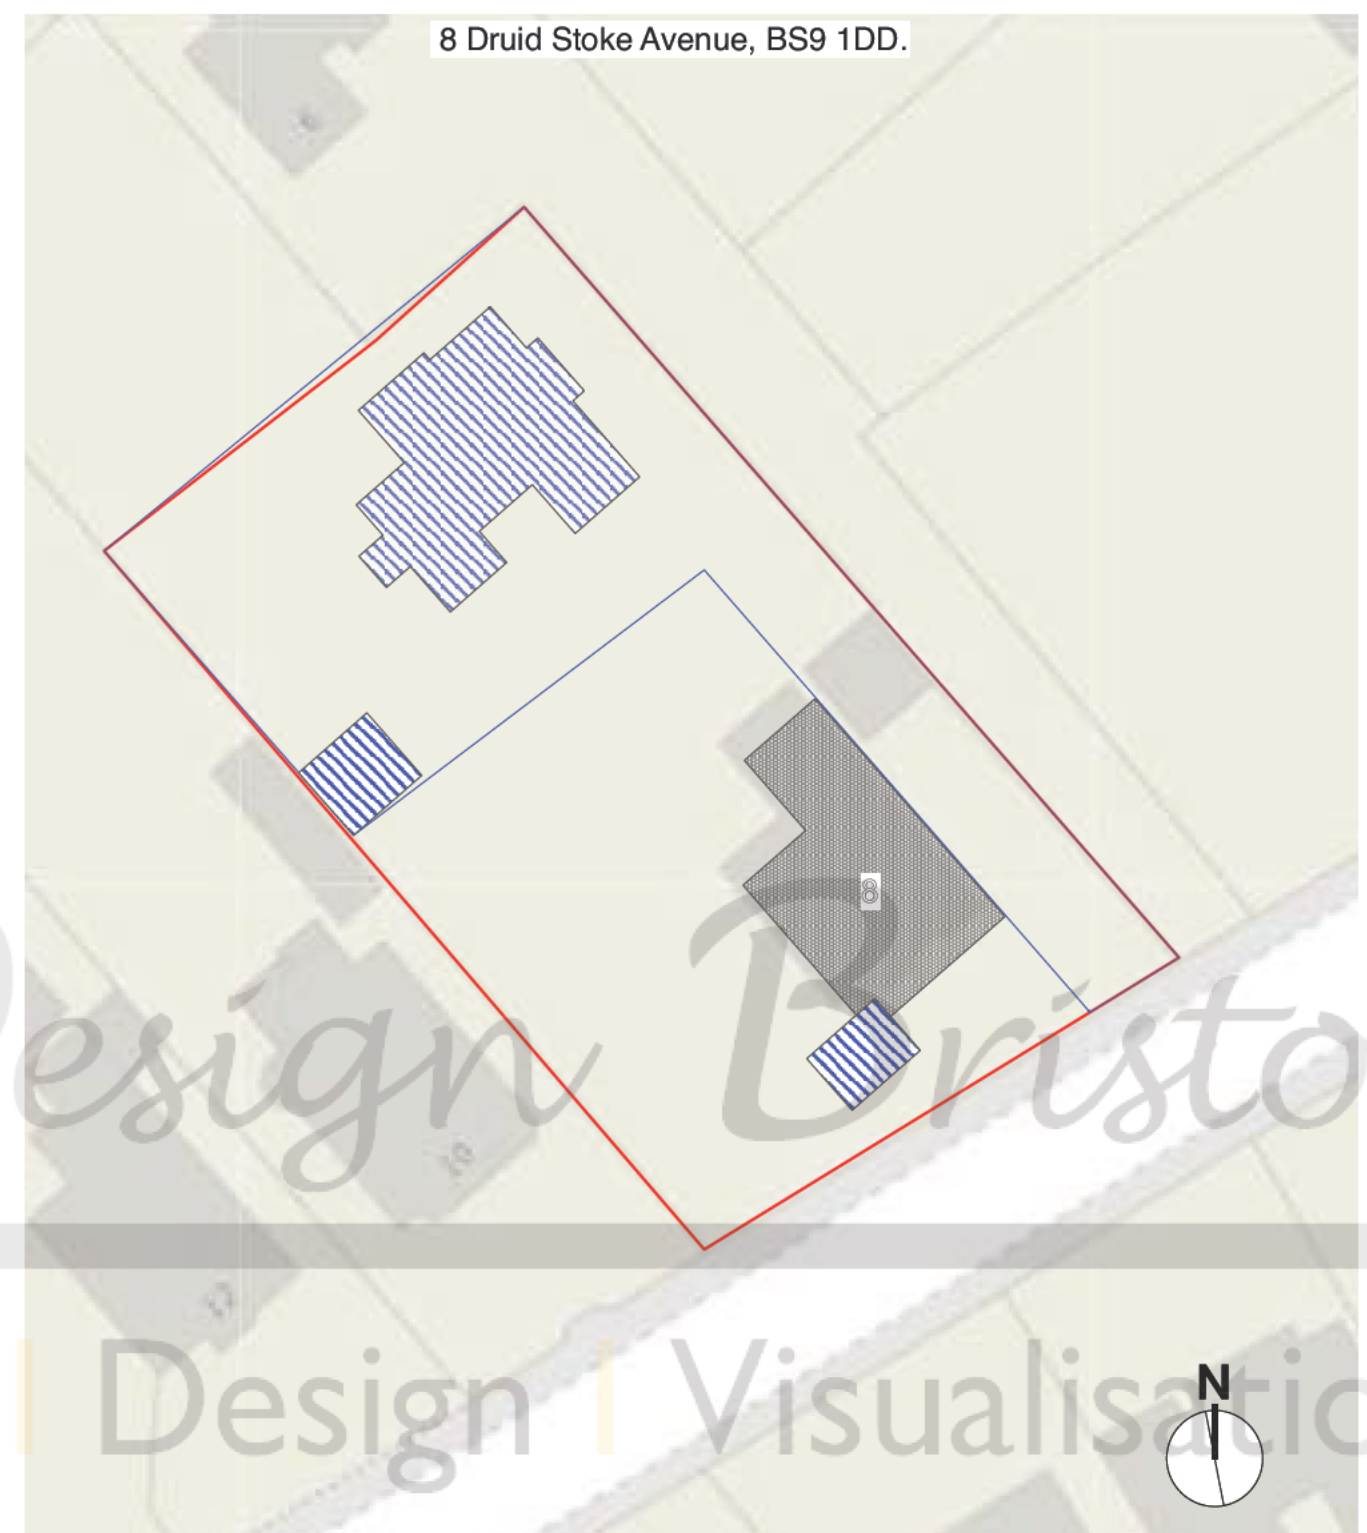 8 Druid Stoke Avenue, BS9 1DD.
8
Design Bristo
| Design | Visualisatio
N